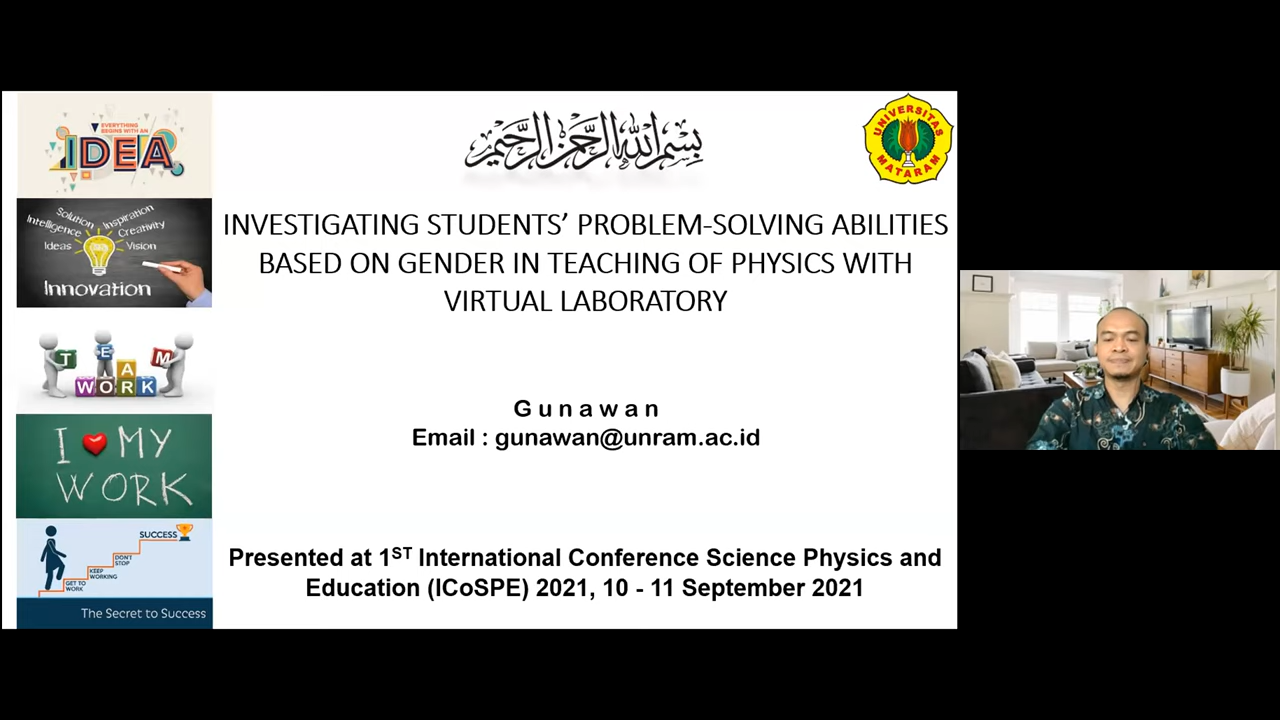 EVERYTHING
BEGINS WITH AN
IDEA
Solution
Inspiration
Intelligence
Creativity
Ideas
Vision
Innovation
TEAM
WORK
I MY
WORK
SUCCESS
DON'T
STOP
KEEP
WORKING
GET TO
WORK
The Secret to Success
بسم الله الرحمن الرحيم
UNIVERSITAS
MATARAM
INVESTIGATING STUDENTS’ PROBLEM-SOLVING ABILITIES
BASED ON GENDER IN TEACHING OF PHYSICS WITH
VIRTUAL LABORATORY
G u n a w a n
Email : gunawan@unram.ac.id
Presented at 1ST International Conference Science Physics and
Education (ICoSPE) 2021, 10 - 11 September 2021